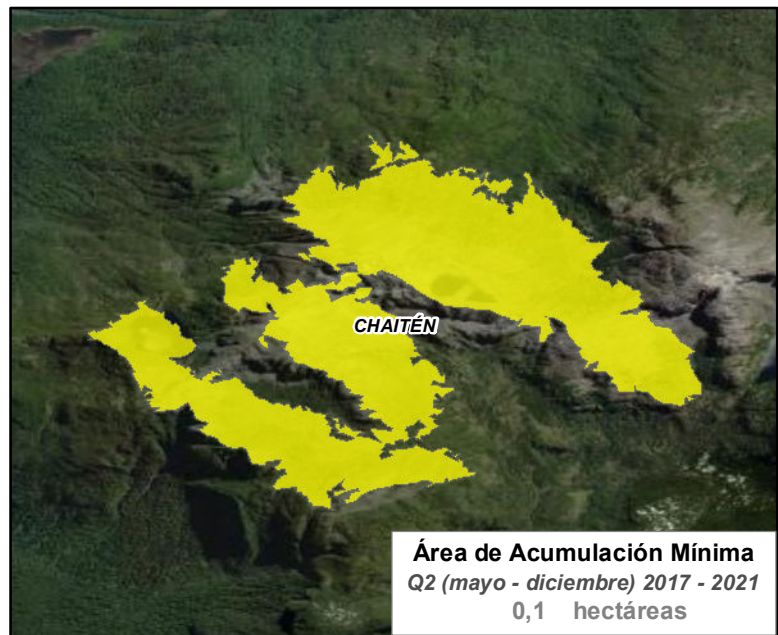 CHAITÉN
Área de Acumulación Mínima
Q2 (mayo - diciembre) 2017 - 2021
0,1 hectáreas